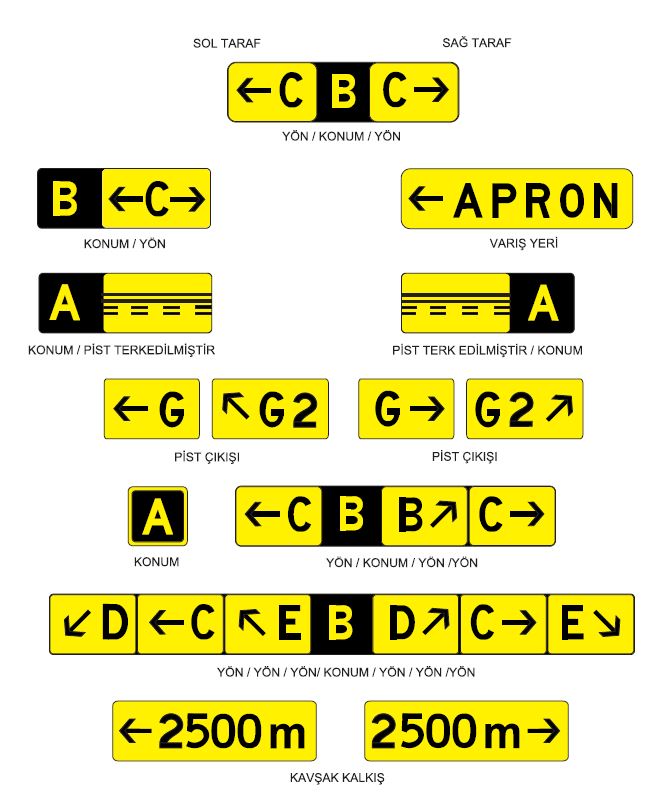 SOL TARAF SAĞ TARAF
←C B C→
YÖN / KONUM / YÖN
B ←C→ ←APRON
KONUM / YÖN VARIŞ YERİ
A A
KONUM / PİST TERKEDİLMİŞTİR PİST TERK EDİLMİŞTİR / KONUM
←G ↖G2 G→ G2↗
PİST ÇIKIŞI PİST ÇIKIŞI
A ←C B B↗ C→
KONUM YÖN / KONUM / YÖN /YÖN
↙D ←C ↖E B D↗ C→ E↘
YÖN / YÖN / YÖN/ KONUM / YÖN / YÖN /YÖN
←2500m 2500m→
KAVŞAK KALKIŞ